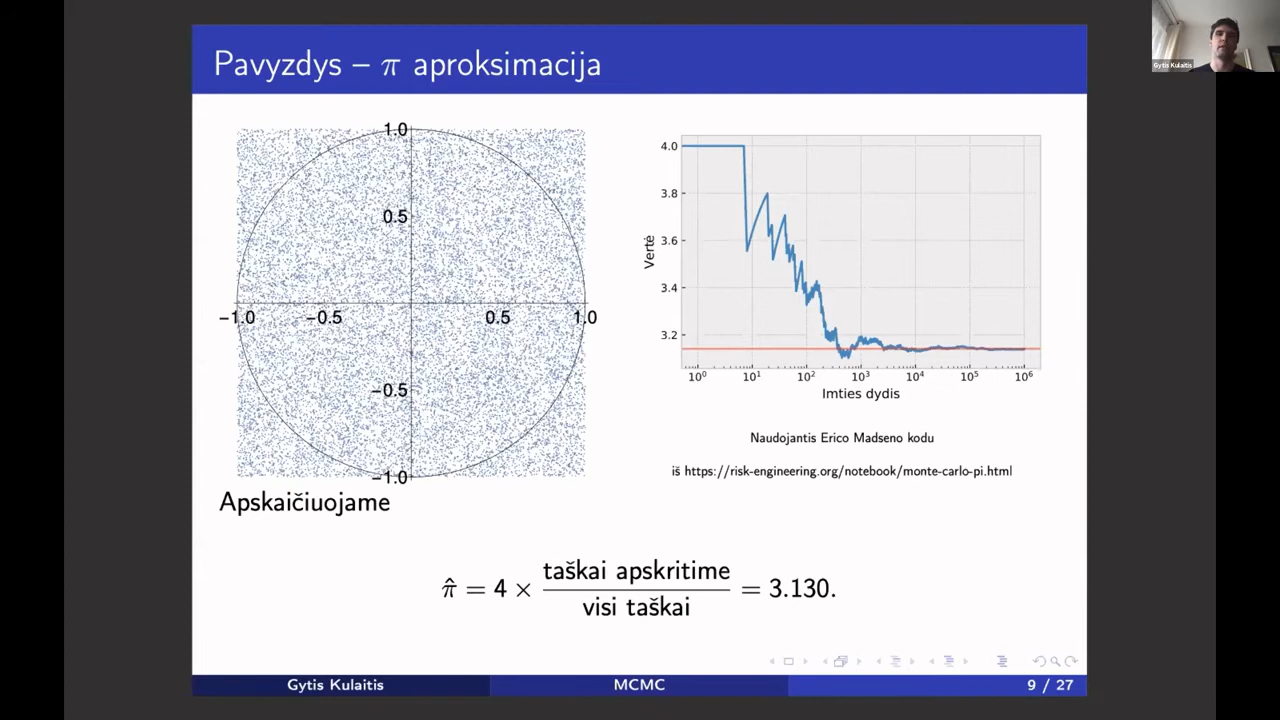 Pavyzdys – π aproksimacija
Gytis Kulaitis
1.0
0.5
−1.0
−0.5
0.5
1.0
−0.5
−1.0
4.0
3.8
3.6
3.4
3.2
Vertė
10⁰
10¹
10²
10³
10⁴
10⁵
10⁶
Imties dydis
Naudojantis Erico Madseno kodu
iš https://risk-engineering.org/notebook/monte-carlo-pi.html
Apskaičiuojame
π̂ = 4 × taškai apskritime / visi taškai = 3.130.
Gytis Kulaitis
MCMC
9 / 27